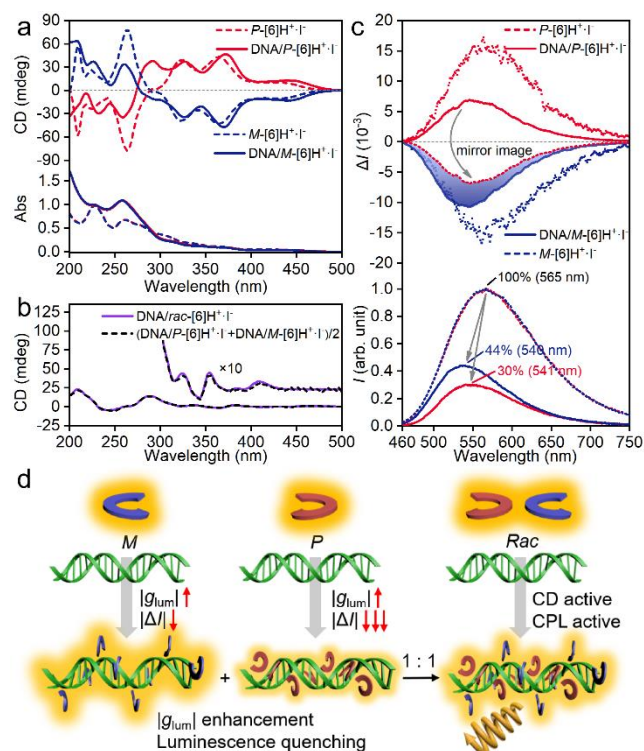 a
CD (mdeg)
90
60
30
0
-30
-60
-90
P-[6]H⁺·I⁻
DNA/P-[6]H⁺·I⁻
M-[6]H⁺·I⁻
DNA/M-[6]H⁺·I⁻
Abs
1.5
1.0
0.5
0.0
200 250 300 350 400 450 500
Wavelength (nm)
b
CD (mdeg)
100
75
50
25
0
DNA/rac-[6]H⁺·I⁻
(DNA/P-[6]H⁺·I⁻+DNA/M-[6]H⁺·I⁻)/2
×10
200 250 300 350 400 450 500
Wavelength (nm)
c
ΔI (10⁻³)
20
15
10
5
0
-5
-10
-15
-20
P-[6]H⁺·I⁻
DNA/P-[6]H⁺·I⁻
mirror image
DNA/M-[6]H⁺·I⁻
M-[6]H⁺·I⁻
I (arb. unit)
1.0
0.8
0.6
0.4
0.2
0.0
100% (565 nm)
44% (540 nm)
30% (541 nm)
460 500 550 600 650 700 750
Wavelength (nm)
d
M P Rac
|g_lum|
|ΔI|
|g_lum|
|ΔI|
CD active
CPL active
+
1 : 1
|g_lum| enhancement
Luminescence quenching